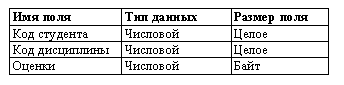 Имя поля Тип данных Размер поля
Код студента Числовой Целое
Код дисциплины Числовой Целое
Оценки Числовой Байт